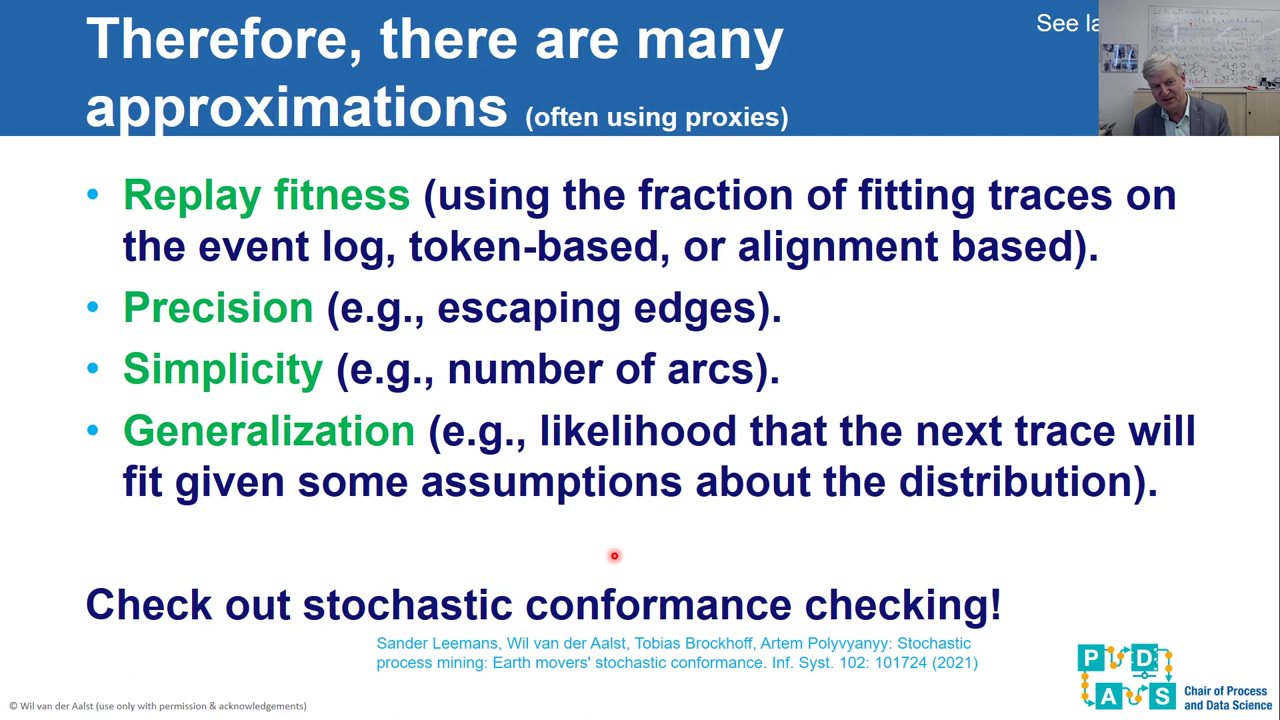 Therefore, there are many
approximations (often using proxies)
See la
• Replay fitness (using the fraction of fitting traces on
the event log, token-based, or alignment based).
• Precision (e.g., escaping edges).
• Simplicity (e.g., number of arcs).
• Generalization (e.g., likelihood that the next trace will
fit given some assumptions about the distribution).
Check out stochastic conformance checking!
Sander Leemans, Wil van der Aalst, Tobias Brockhoff, Artem Polyvyanyy: Stochastic
process mining: Earth movers' stochastic conformance. Inf. Syst. 102: 101724 (2021)
P D
A S
Chair of Process
and Data Science
© Wil van der Aalst (use only with permission & acknowledgements)